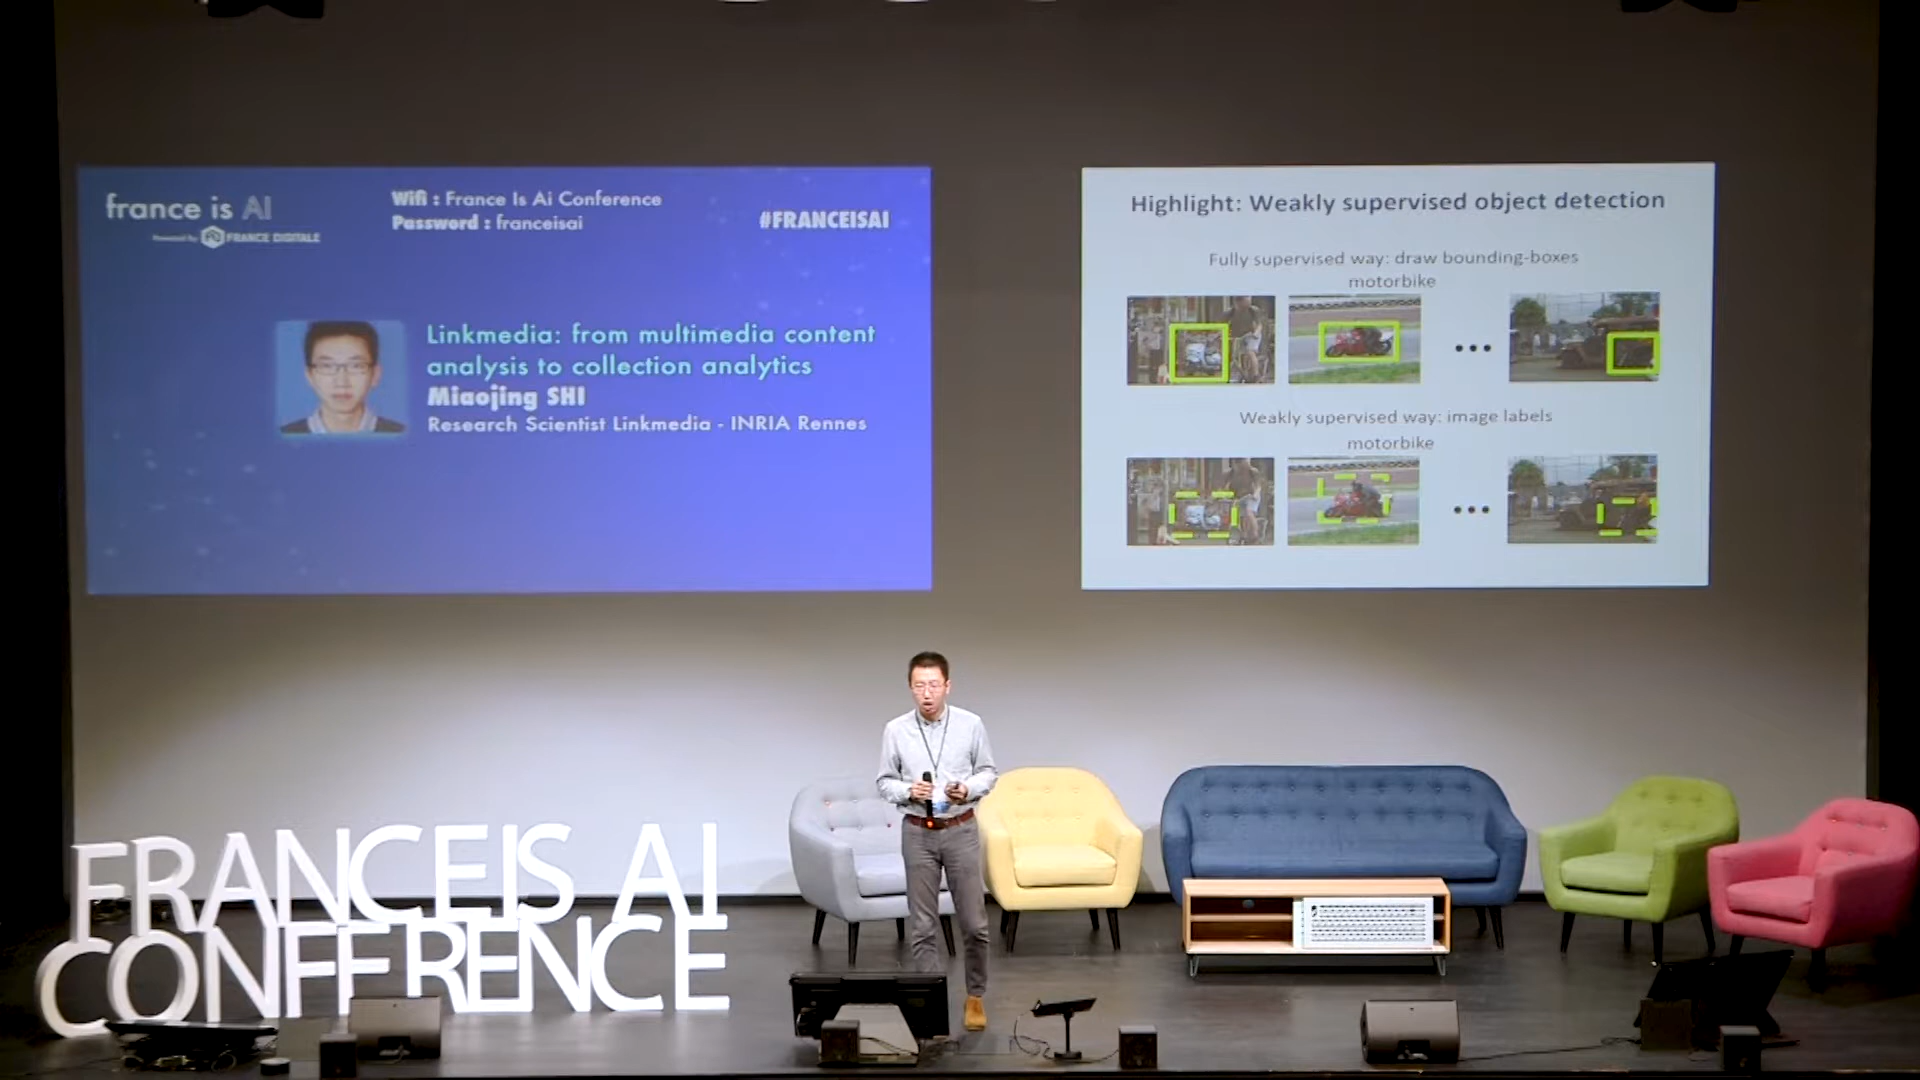 france is AI
Powered by FRANCE DIGITALE
Wifi : France Is Ai Conference
Password : franceisai
#FRANCEISAI
Linkmedia: from multimedia content
analysis to collection analytics
Miaojing SHI
Research Scientist Linkmedia - INRIA Rennes
Highlight: Weakly supervised object detection
Fully supervised way: draw bounding-boxes
motorbike
...
Weakly supervised way: image labels
motorbike
...
FRANCE IS AI
CONFERENCE